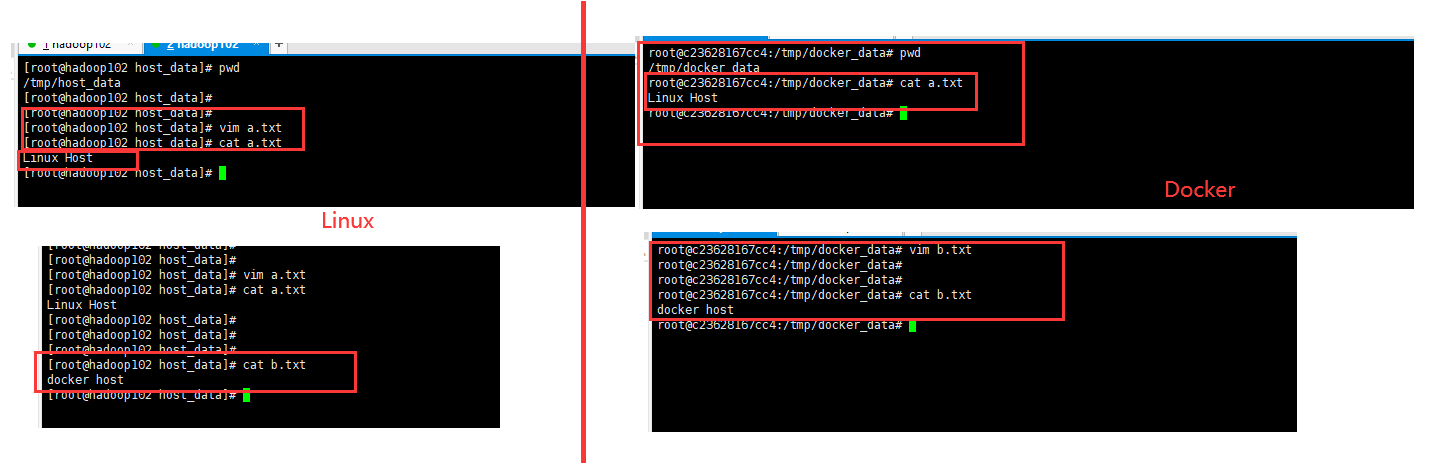 1 hadoop102 × 2 hadoop102 × +
[root@hadoop102 host_data]# pwd
/tmp/host_data
[root@hadoop102 host_data]#
[root@hadoop102 host_data]#
[root@hadoop102 host_data]# vim a.txt
[root@hadoop102 host_data]# cat a.txt
Linux Host
[root@hadoop102 host_data]#
Linux
[root@hadoop102 host_data]#
[root@hadoop102 host_data]#
[root@hadoop102 host_data]# vim a.txt
[root@hadoop102 host_data]# cat a.txt
Linux Host
[root@hadoop102 host_data]#
[root@hadoop102 host_data]#
[root@hadoop102 host_data]#
[root@hadoop102 host_data]# cat b.txt
docker host
[root@hadoop102 host_data]#
root@c23628167cc4:/tmp/docker_data# pwd
/tmp/docker_data
root@c23628167cc4:/tmp/docker_data# cat a.txt
Linux Host
root@c23628167cc4:/tmp/docker_data#
Docker
root@c23628167cc4:/tmp/docker_data# vim b.txt
root@c23628167cc4:/tmp/docker_data#
root@c23628167cc4:/tmp/docker_data#
root@c23628167cc4:/tmp/docker_data# cat b.txt
docker host
root@c23628167cc4:/tmp/docker_data#